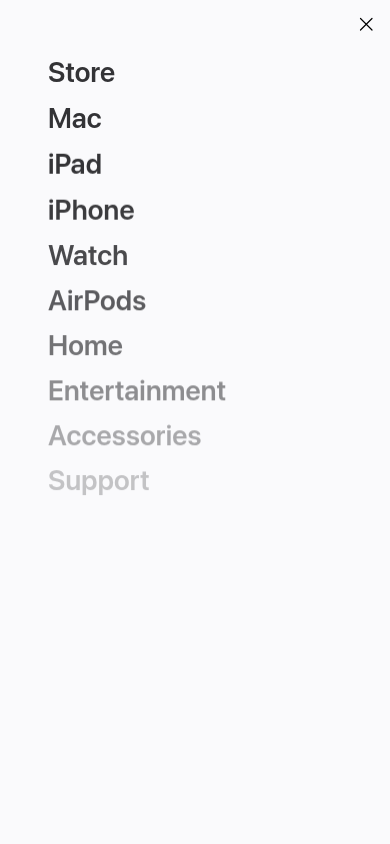 Store
Mac
iPad
iPhone
Watch
AirPods
Home
Entertainment
Accessories
Support